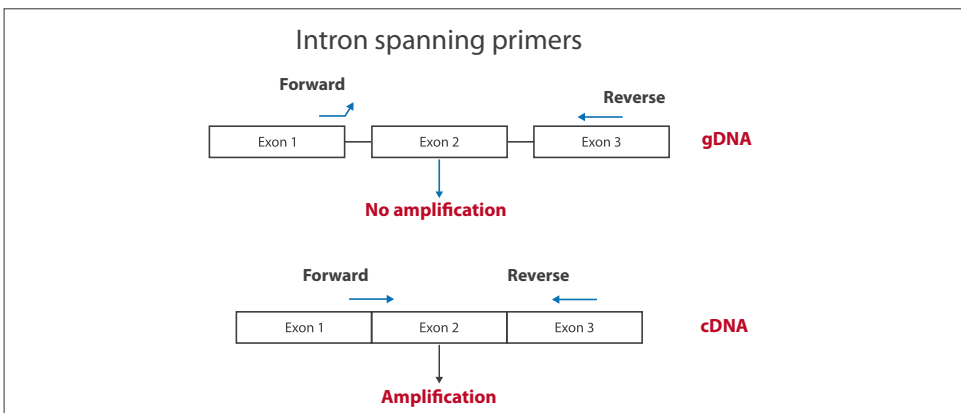 Intron spanning primers
Forward
Reverse
Exon 1
Exon 2
Exon 3
gDNA
No amplification
Forward
Reverse
Exon 1
Exon 2
Exon 3
cDNA
Amplification